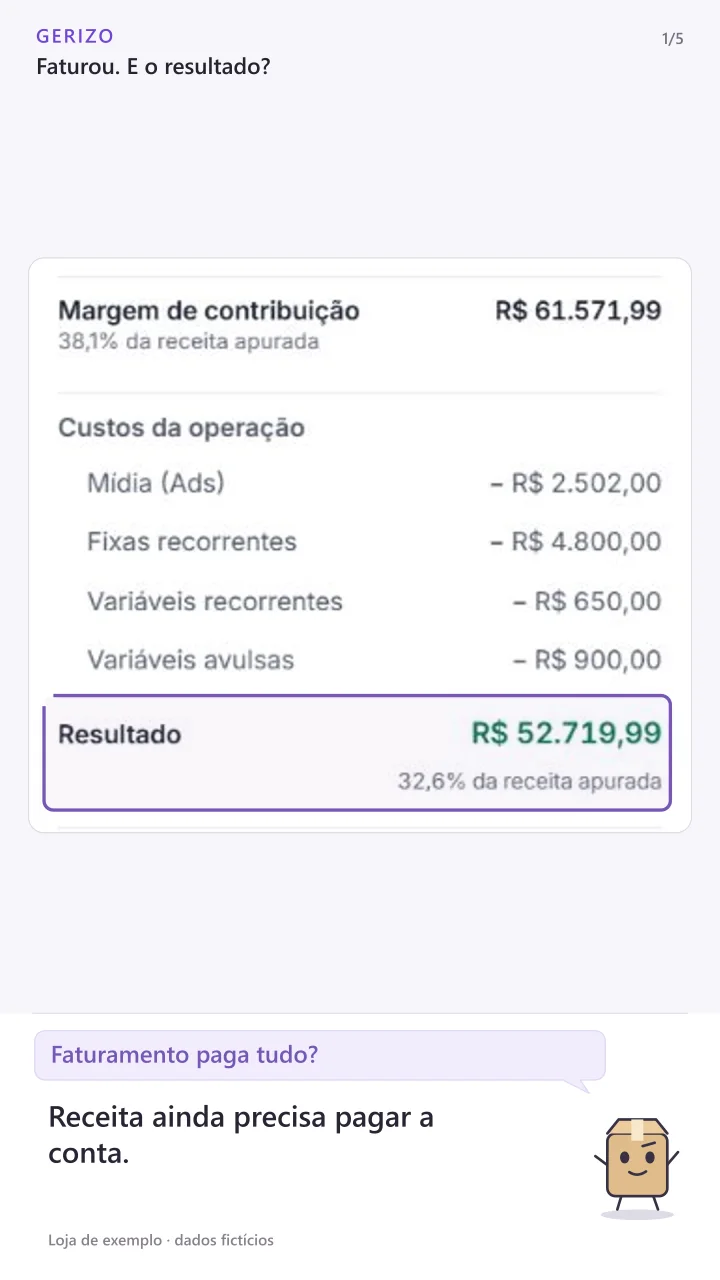 GERIZO
1/5
Faturou. E o resultado?
Margem de contribuição R$ 61.571,99
38,1% da receita apurada
Custos da operação
Mídia (Ads) – R$ 2.502,00
Fixas recorrentes – R$ 4.800,00
Variáveis recorrentes – R$ 650,00
Variáveis avulsas – R$ 900,00
Resultado R$ 52.719,99
32,6% da receita apurada
Faturamento paga tudo?
Receita ainda precisa pagar a
conta.
Loja de exemplo · dados fictícios